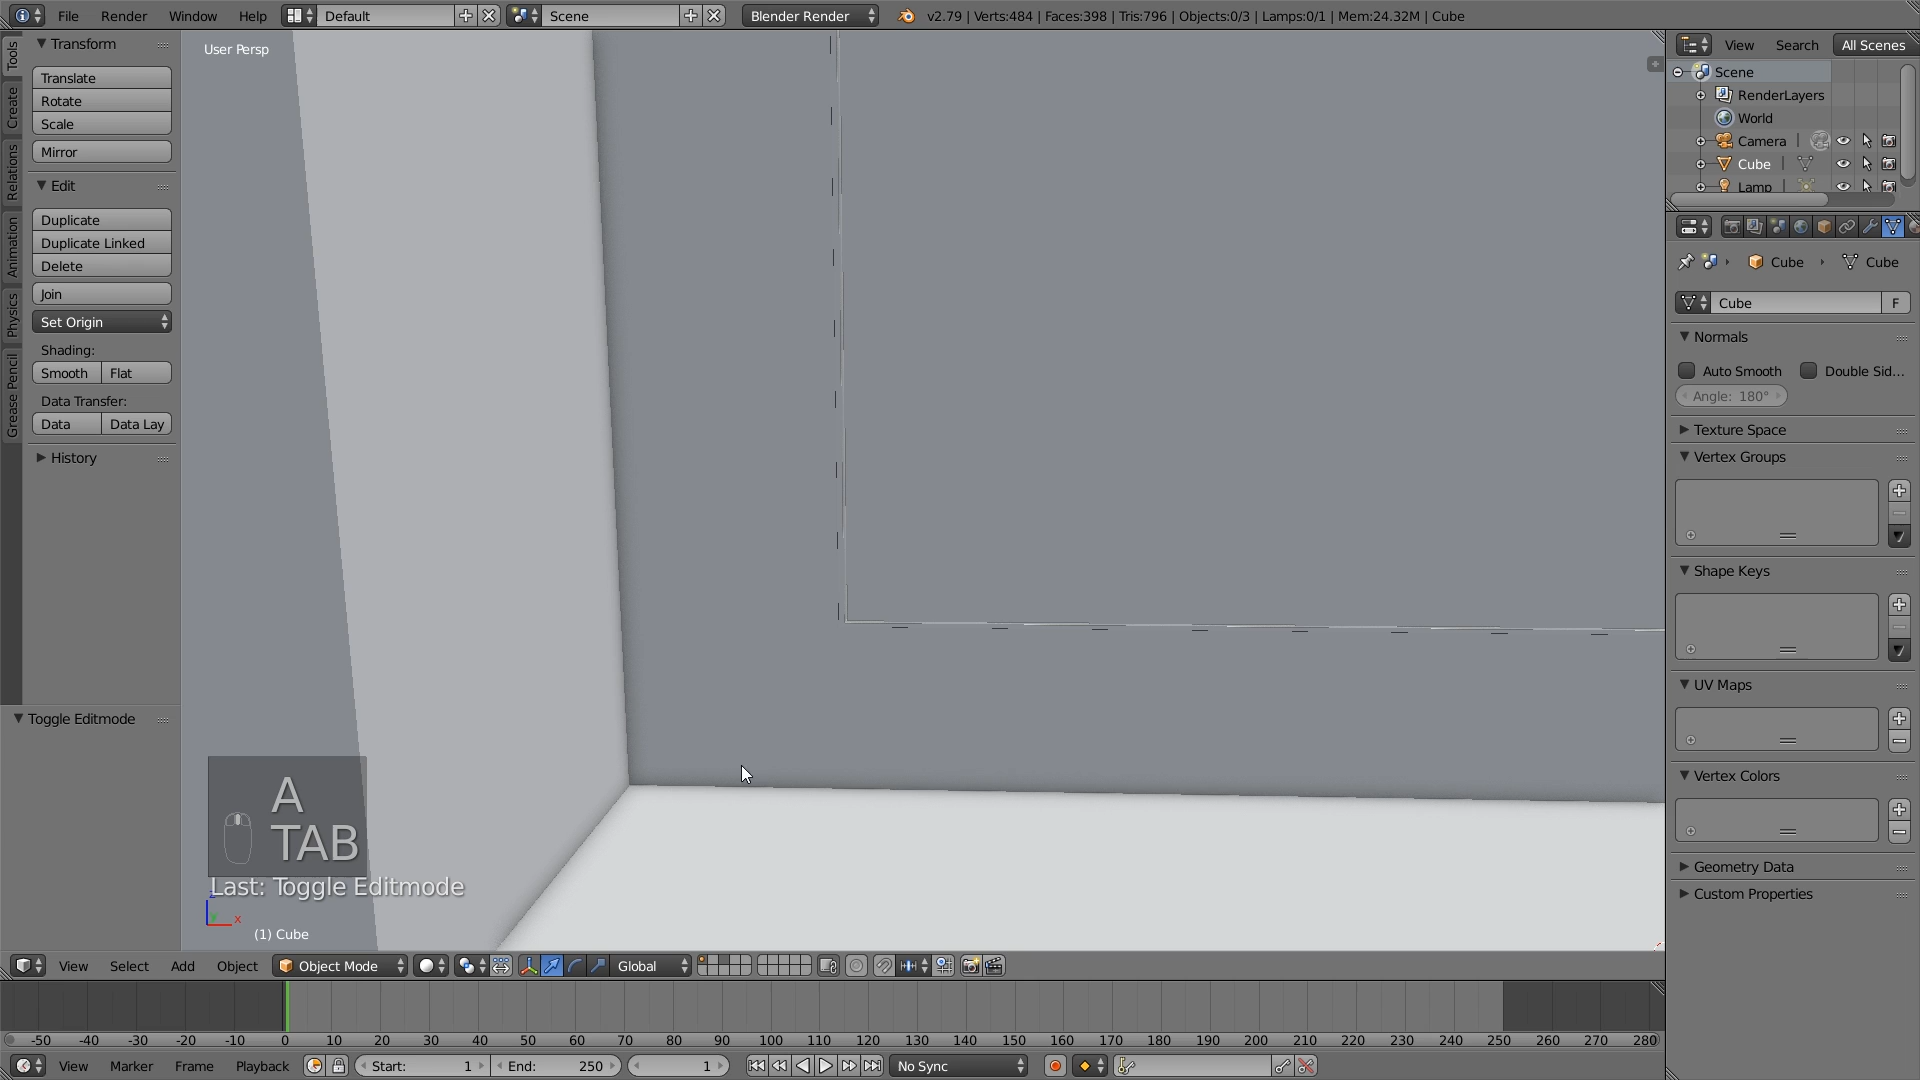 File Render Window Help Default Scene Blender Render v2.79 | Verts:484 | Faces:398 | Tris:796 | Objects:0/3 | Lamps:0/1 | Mem:24.32M | Cube
Tools
Create
Relations
Animation
Physics
Grease Pencil
Transform
Translate
Rotate
Scale
Mirror
Edit
Duplicate
Duplicate Linked
Delete
Join
Set Origin
Shading:
Smooth Flat
Data Transfer:
Data Data Lay
History
Toggle Editmode
User Persp
A
TAB
Last: Toggle Editmode
z
y
x
(1) Cube
View Search All Scenes
Scene
RenderLayers
World
Camera
Cube
Lamp
Cube Cube
Cube F
Normals
Auto Smooth Double Sid...
Angle: 180°
Texture Space
Vertex Groups
Shape Keys
UV Maps
Vertex Colors
Geometry Data
Custom Properties
View Select Add Object Object Mode Global
-50 -40 -30 -20 -10 0 10 20 30 40 50 60 70 80 90 100 110 120 130 140 150 160 170 180 190 200 210 220 230 240 250 260 270 280
View Marker Frame Playback Start: 1 End: 250 1 No Sync